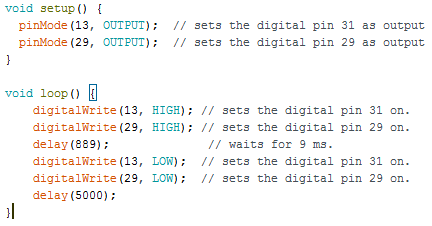 void setup() {
pinMode(13, OUTPUT);  // sets the digital pin 31 as output
pinMode(29, OUTPUT);  // sets the digital pin 29 as output
}
void loop() {
digitalWrite(13, HIGH); // sets the digital pin 31 on.
digitalWrite(29, HIGH); // sets the digital pin 29 on.
delay(889);              // waits for 9 ms.
digitalWrite(13, LOW);  // sets the digital pin 31 on.
digitalWrite(29, LOW);  // sets the digital pin 29 on.
delay(5000);
}